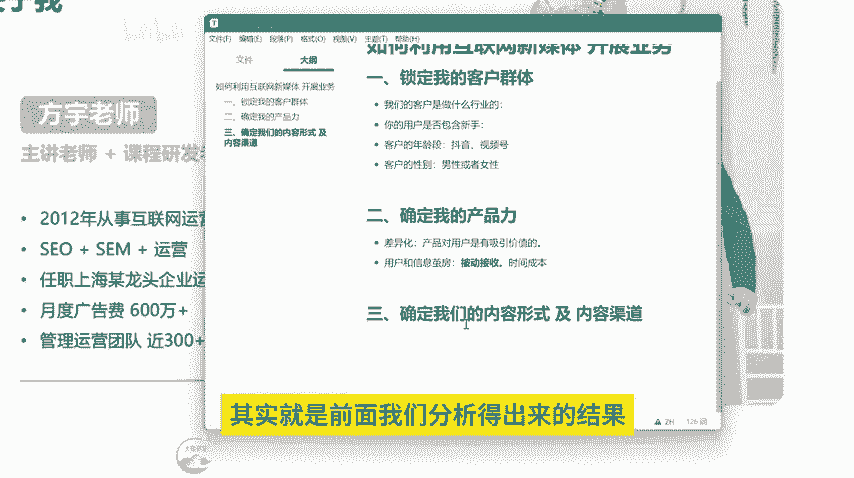 文件(F) 编辑(E) 段落(P) 格式(O) 视图(V) 主题(T) 帮助(H)
文件 大纲
如何利用互联网新媒体 开展业务
一、锁定我的客户群体
二、确定我的产品力
三、确定我们的内容形式 及
内容渠道
如何利用互联网新媒体 开展业务
一、锁定我的客户群体
• 我们的客户是做什么行业的：
• 你的用户是否包含新手：
• 客户的年龄段：抖音、视频号
• 客户的性别：男性或者女性
二、确定我的产品力
• 差异化：产品对用户是有吸引价值的。
• 用户和信息茧房：被动接收。时间成本
三、确定我们的内容形式 及 内容渠道
ZH 126 词
方宇老师
主讲老师 + 课程研发
• 2012年从事互联网运营
• SEO + SEM + 运营
• 任职上海某龙头企业运
• 月度广告费 600万+
• 管理运营团队 近300+
其实就是前面我们分析得出来的结果